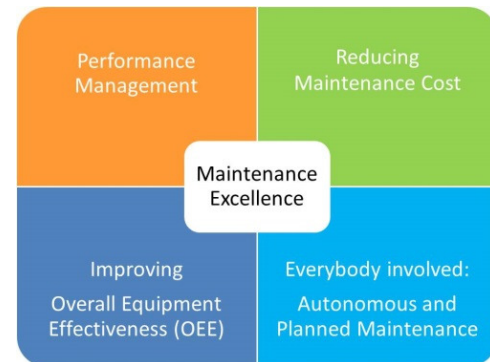 Performance
Management
Reducing
Maintenance Cost
Maintenance
Excellence
Improving
Overall Equipment
Effectiveness (OEE)
Everybody involved:
Autonomous and
Planned Maintenance